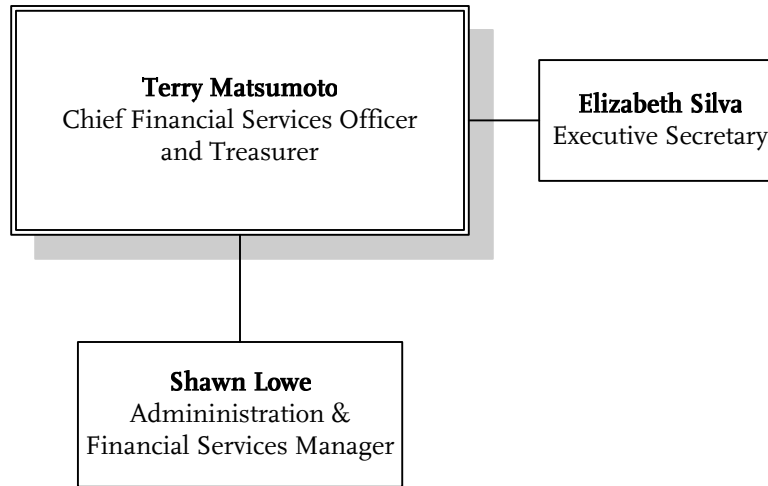 Terry Matsumoto
Chief Financial Services Officer
and Treasurer
Elizabeth Silva
Executive Secretary
Shawn Lowe
Admininistration &
Financial Services Manager